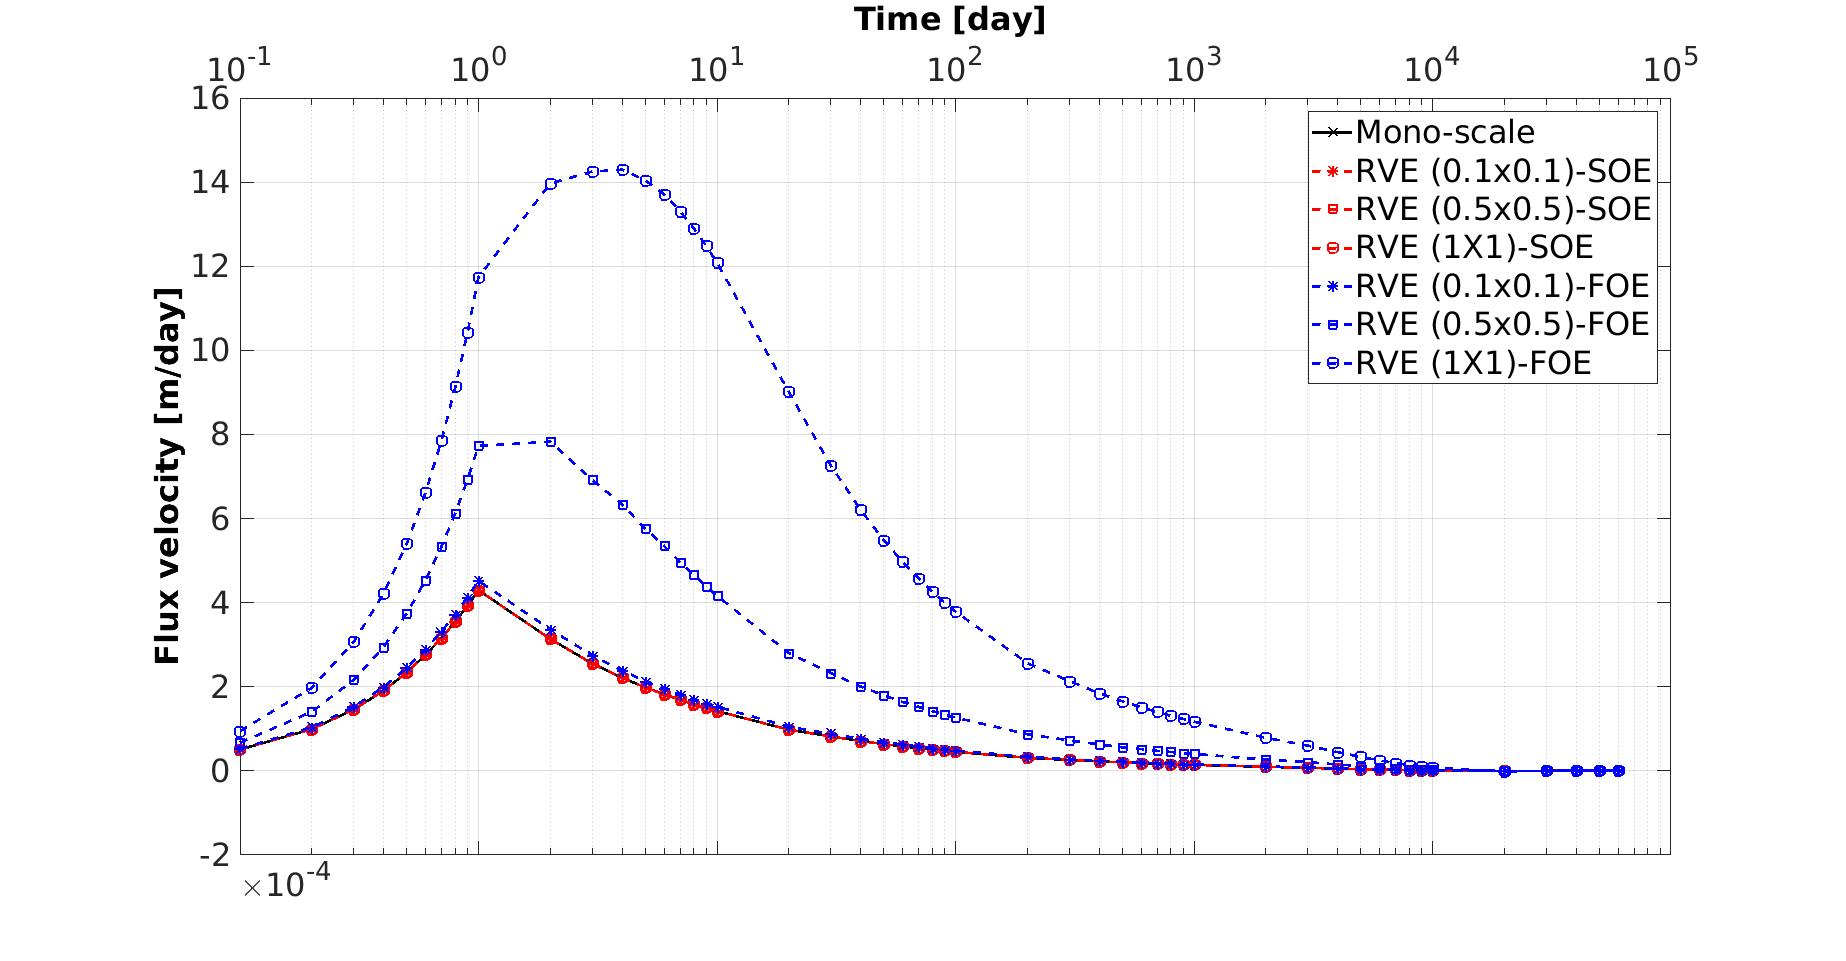 Time [day]
10^-1 10^0 10^1 10^2 10^3 10^4 10^5
16
14
12
10
8
6
4
2
0
-2
×10^-4
Flux velocity [m/day]
Mono-scale
RVE (0.1x0.1)-SOE
RVE (0.5x0.5)-SOE
RVE (1X1)-SOE
RVE (0.1x0.1)-FOE
RVE (0.5x0.5)-FOE
RVE (1X1)-FOE